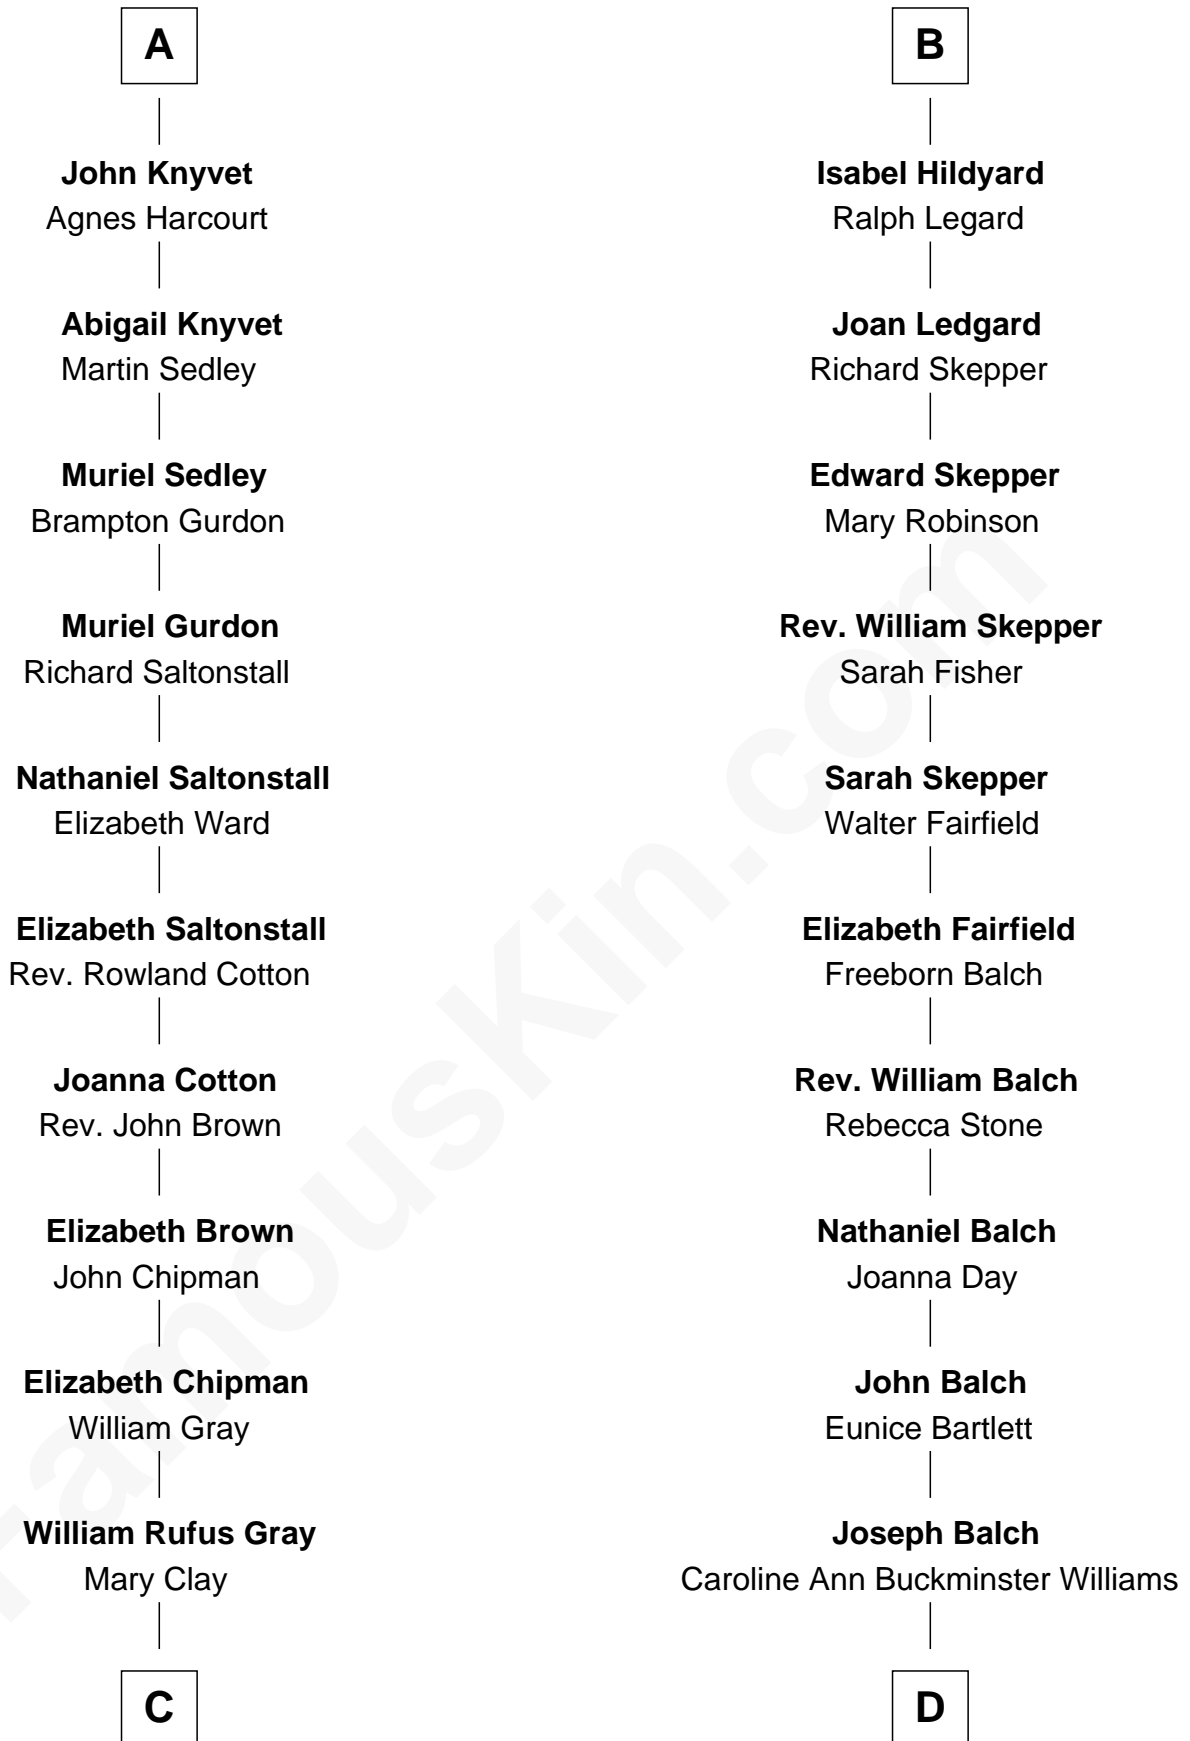 A
John Knyvet
Agnes Harcourt
Abigail Knyvet
Martin Sedley
Muriel Sedley
Brampton Gurdon
Muriel Gurdon
Richard Saltonstall
Nathaniel Saltonstall
Elizabeth Ward
Elizabeth Saltonstall
Rev. Rowland Cotton
Joanna Cotton
Rev. John Brown
Elizabeth Brown
John Chipman
Elizabeth Chipman
William Gray
William Rufus Gray
Mary Clay
C
B
Isabel Hildyard
Ralph Legard
Joan Ledgard
Richard Skepper
Edward Skepper
Mary Robinson
Rev. William Skepper
Sarah Fisher
Sarah Skepper
Walter Fairfield
Elizabeth Fairfield
Freeborn Balch
Rev. William Balch
Rebecca Stone
Nathaniel Balch
Joanna Day
John Balch
Eunice Bartlett
Joseph Balch
Caroline Ann Buckminster Williams
D
FamousKin.com